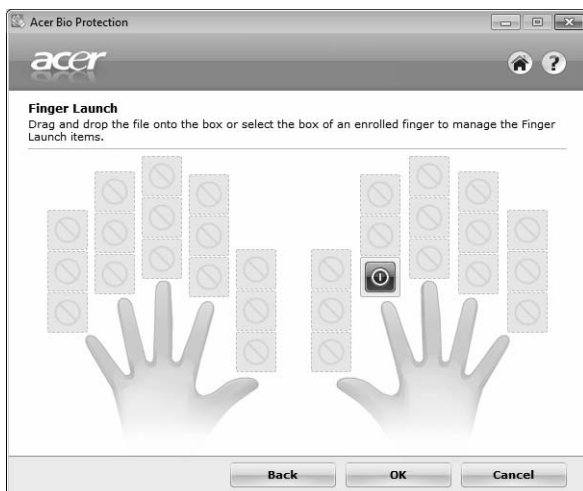 Acer Bio Protection
acer
?
Finger Launch
Drag and drop the file onto the box or select the box of an enrolled finger to manage the Finger
Launch items.
Back OK Cancel